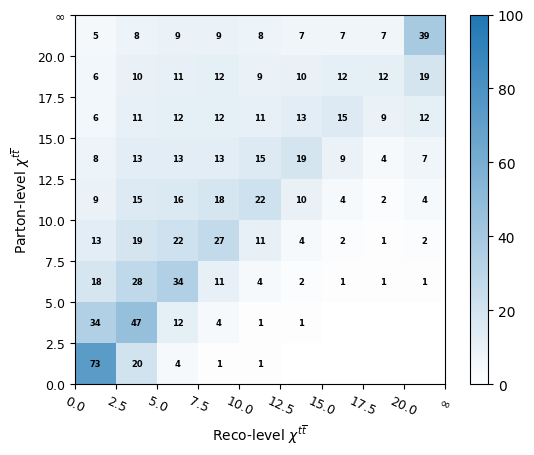 ∞ 5 8 9 9 8 7 7 7 39 100
20.0 6 10 11 12 9 10 12 12 19
17.5 6 11 12 12 11 13 15 9 12 80
15.0 8 13 13 13 15 19 9 4 7
12.5 9 15 16 18 22 10 4 2 4 60
10.0 13 19 22 27 11 4 2 1 2 40
7.5 18 28 34 11 4 2 1 1 1
5.0 34 47 12 4 1 1 20
2.5 73 20 4 1 1
0.0 0
0.0 2.5 5.0 7.5 10.0 12.5 15.0 17.5 20.0 ∞
Parton-level χ^{tt̅}
Reco-level χ^{tt̅}